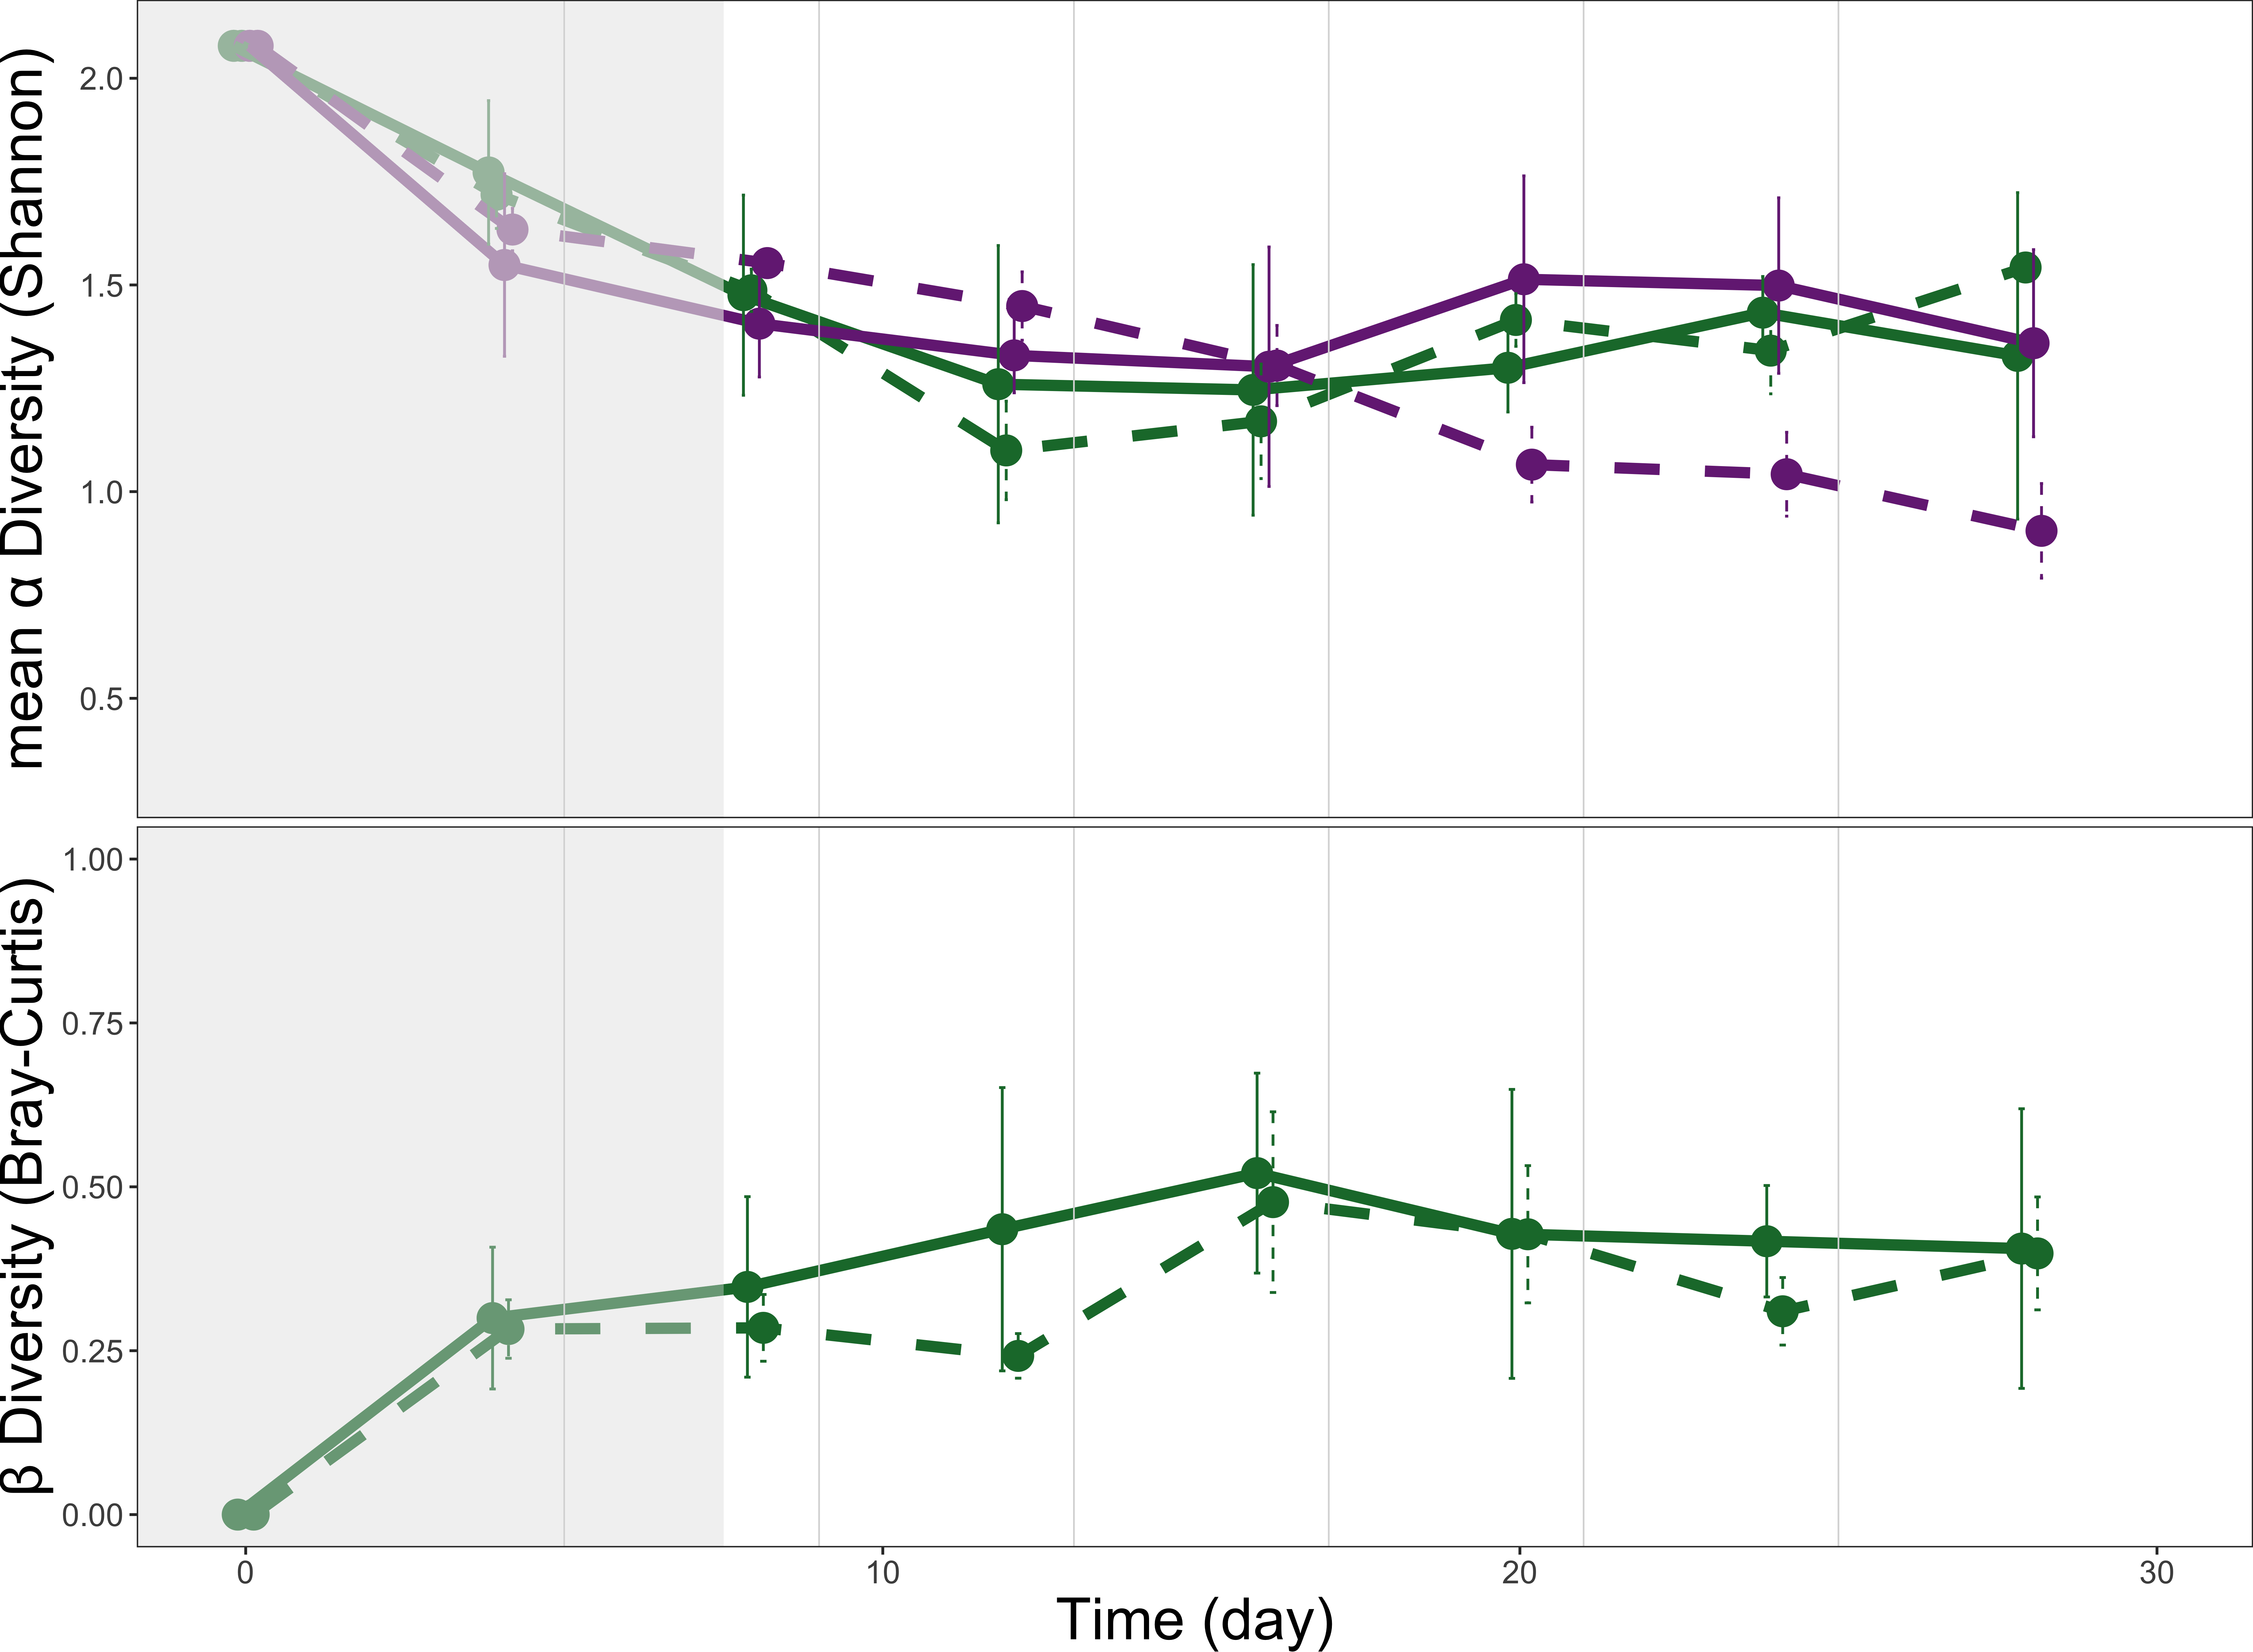 mean α Diversity (Shannon)
2.0
1.5
1.0
0.5
β Diversity (Bray-Curtis)
1.00
0.75
0.50
0.25
0.00
0 10 20 30
Time (day)